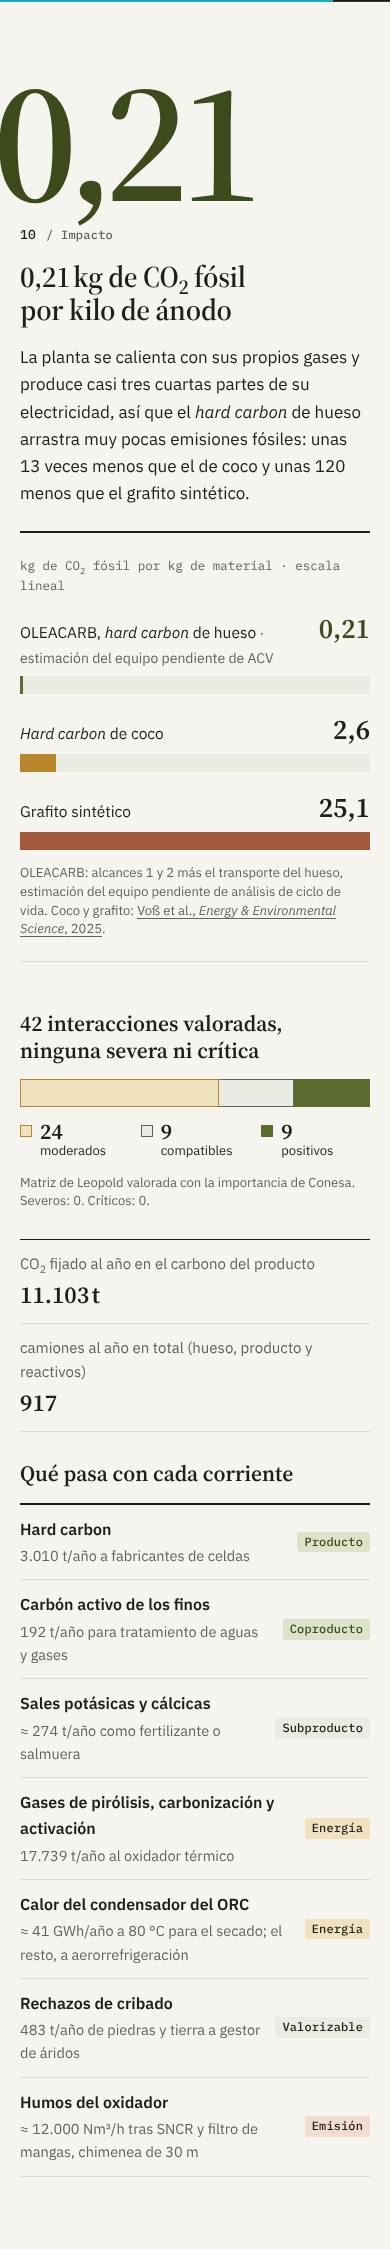 0,21
10 / Impacto
0,21 kg de CO₂ fósil
por kilo de ánodo
La planta se calienta con sus propios gases y
produce casi tres cuartas partes de su
electricidad, así que el hard carbon de hueso
arrastra muy pocas emisiones fósiles: unas
13 veces menos que el de coco y unas 120
menos que el grafito sintético.
kg de CO₂ fósil por kg de material · escala
lineal
OLEACARB, hard carbon de hueso · 0,21
estimación del equipo pendiente de ACV
Hard carbon de coco 2,6
Grafito sintético 25,1
OLEACARB: alcances 1 y 2 más el transporte del hueso,
estimación del equipo pendiente de análisis de ciclo de
vida. Coco y grafito: Voß et al., Energy & Environmental
Science, 2025.
42 interacciones valoradas,
ninguna severa ni crítica
24 9 9
moderados compatibles positivos
Matriz de Leopold valorada con la importancia de Conesa.
Severos: 0. Críticos: 0.
CO₂ fijado al año en el carbono del producto
11.103 t
camiones al año en total (hueso, producto y
reactivos)
917
Qué pasa con cada corriente
Hard carbon
3.010 t/año a fabricantes de celdas
Producto
Carbón activo de los finos
192 t/año para tratamiento de aguas
y gases
Coproducto
Sales potásicas y cálcicas
≈ 274 t/año como fertilizante o
salmuera
Subproducto
Gases de pirólisis, carbonización y
activación
17.739 t/año al oxidador térmico
Energía
Calor del condensador del ORC
≈ 41 GWh/año a 80 °C para el secado; el
resto, a aerorrefrigeración
Energía
Rechazos de cribado
483 t/año de piedras y tierra a gestor
de áridos
Valorizable
Humos del oxidador
≈ 12.000 Nm³/h tras SNCR y filtro de
mangas, chimenea de 30 m
Emisión